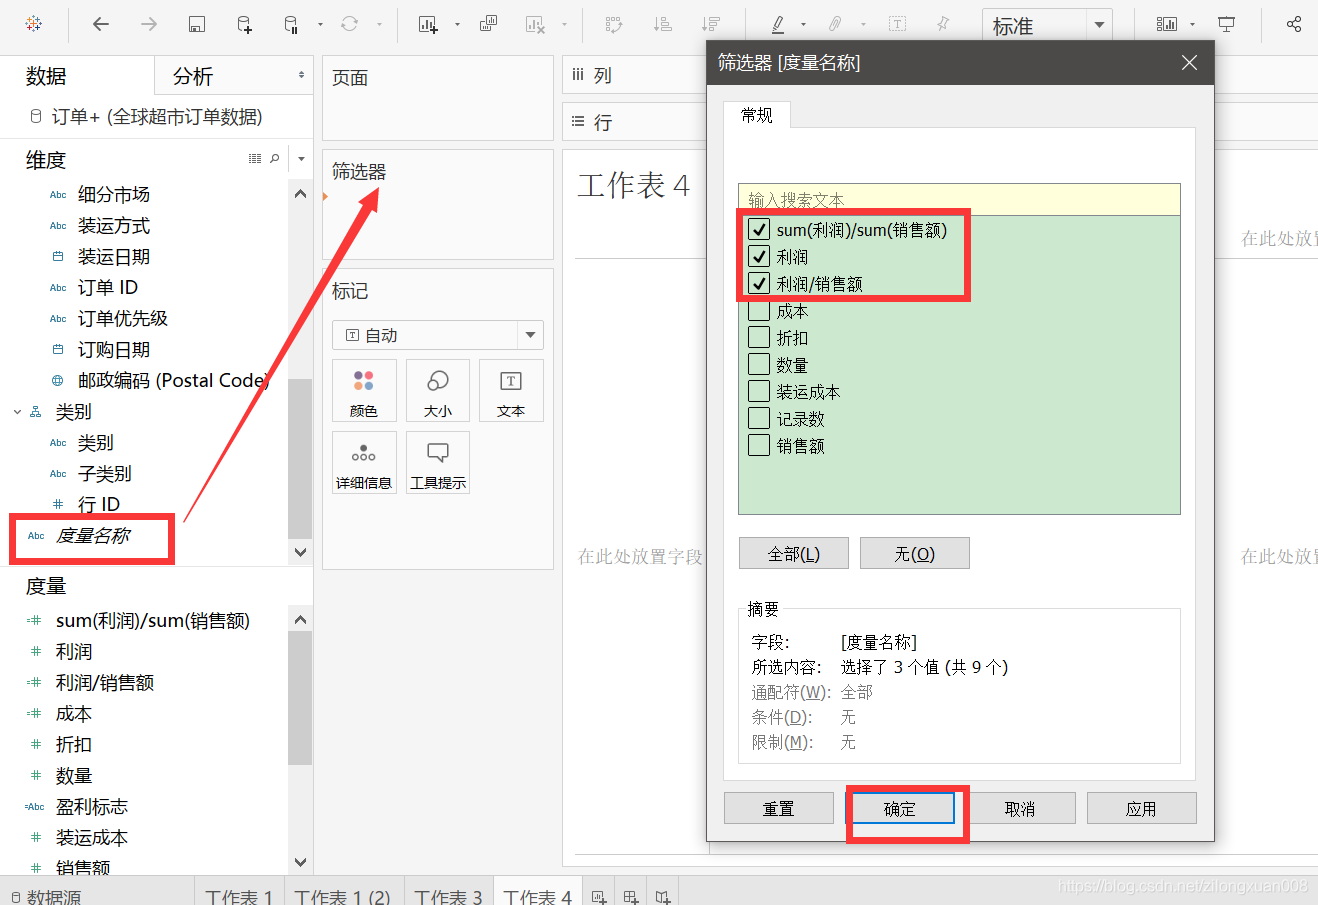 标准
数据
分析
订单+ (全球超市订单数据)
维度
Abc 细分市场
Abc 装运方式
装运日期
Abc 订单 ID
Abc 订单优先级
订购日期
邮政编码 (Postal Code)
类别
Abc 类别
Abc 子类别
行 ID
Abc 度量名称
度量
sum(利润)/sum(销售额)
利润
利润/销售额
成本
折扣
数量
=Abc 盈利标志
装运成本
销售额
页面
筛选器
标记
自动
颜色
大小
文本
详细信息
工具提示
列
行
工作表 4
在此处放置字段
在此处放置
在此处放置
筛选器 [度量名称]
常规
输入搜索文本
sum(利润)/sum(销售额)
利润
利润/销售额
成本
折扣
数量
装运成本
记录数
销售额
全部(L)
无(O)
摘要
字段: [度量名称]
所选内容: 选择了 3 个值 (共 9 个)
通配符(W): 全部
条件(D): 无
限制(M): 无
重置
确定
取消
应用
数据源
工作表 1
工作表 1 (2)
工作表 3
工作表 4
https://blog.csdn.net/zilongxuan008